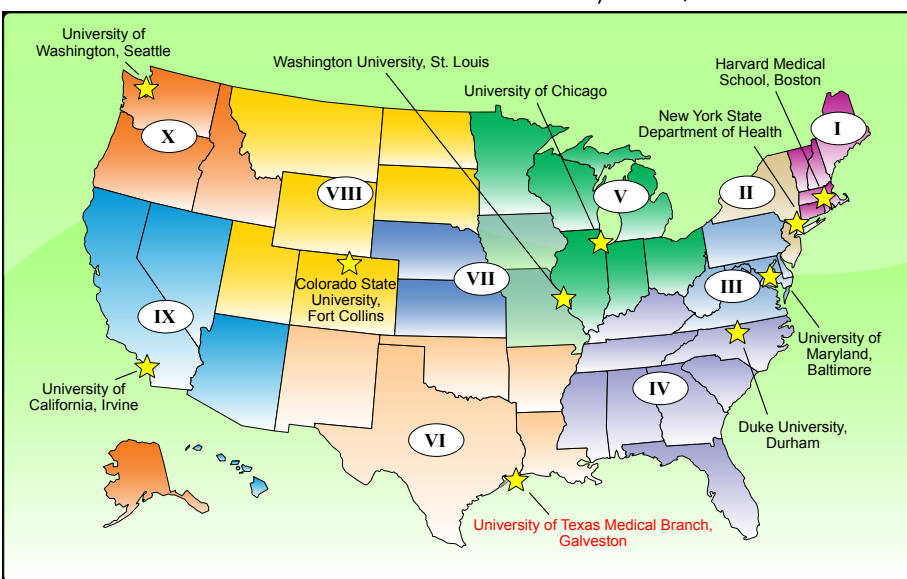 University of
Washington, Seattle
Washington University, St. Louis
University of Chicago
Harvard Medical
School, Boston
New York State
Department of Health
I
X
II
V
VIII
VII
III
Colorado State
University,
Fort Collins
IX
University of
Maryland,
Baltimore
University of
California, Irvine
IV
Duke University,
Durham
VI
University of Texas Medical Branch,
Galveston